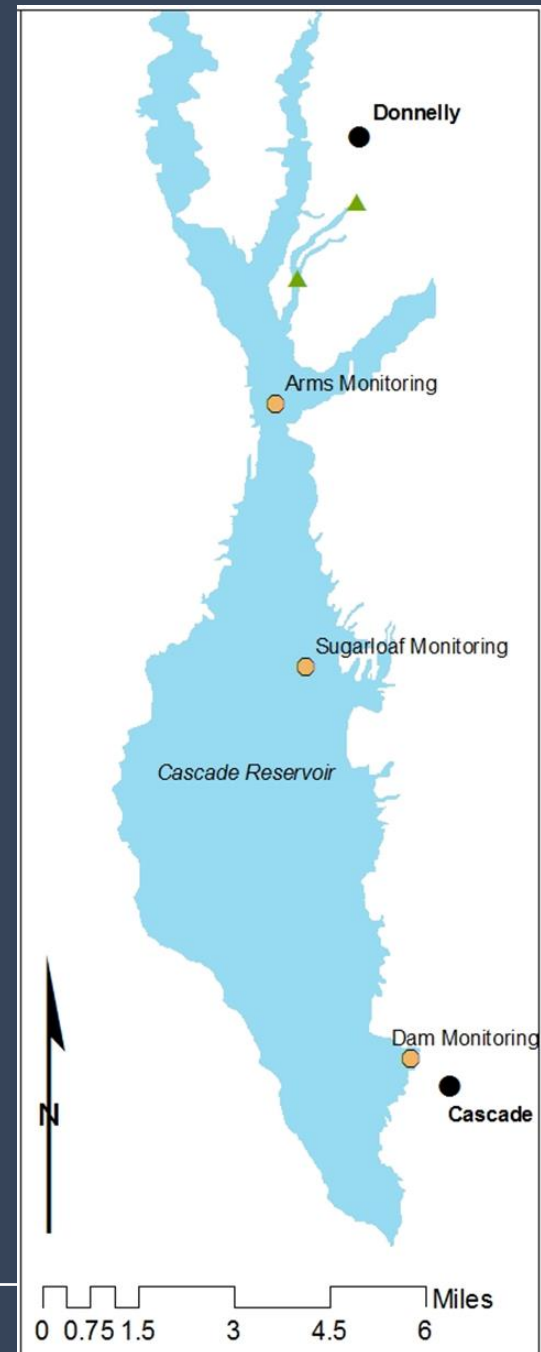 Donnelly
Arms Monitoring
Sugarloaf Monitoring
Cascade Reservoir
Dam Monitoring
Cascade
N
Miles
0 0.75 1.5 3 4.5 6